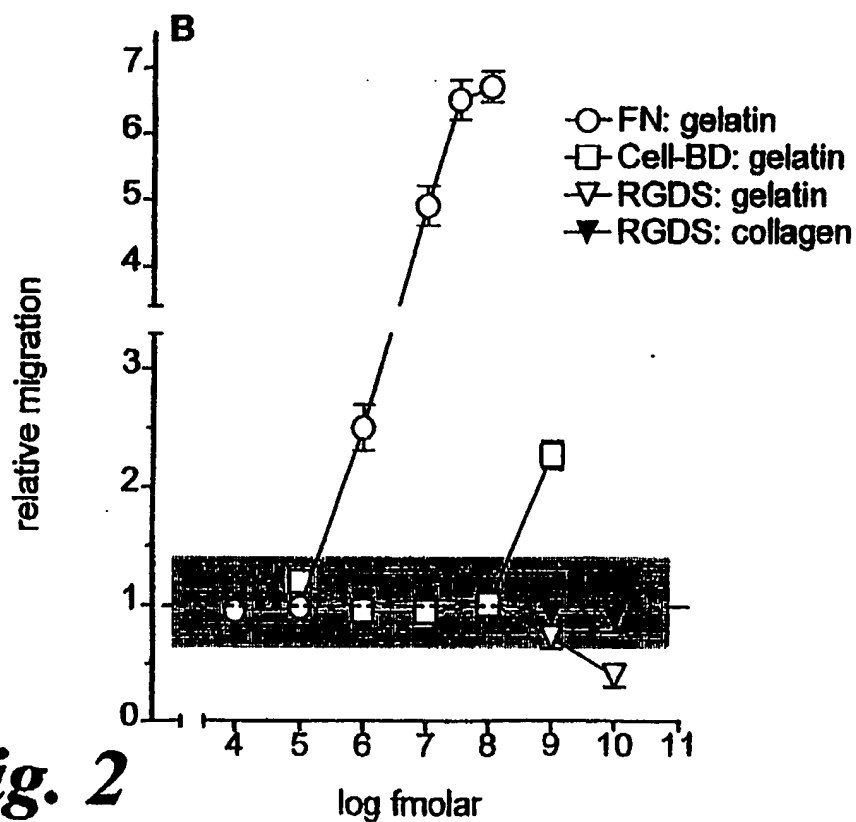 B
7
6
5
4
3
2
1
0
relative migration
FN: gelatin
Cell-BD: gelatin
RGDS: gelatin
RGDS: collagen
4 5 6 7 8 9 10 11
log fmolar
ig. 2